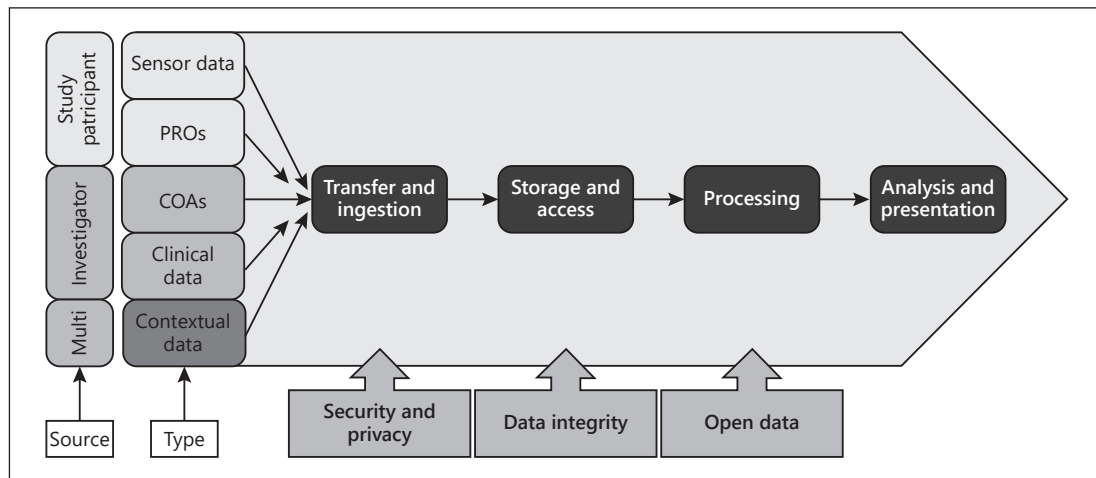 Study
patricipant
Investigator
Multi
Sensor data
PROs
COAs
Clinical data
Contextual
data
Transfer and
ingestion
Storage and
access
Processing
Analysis and
presentation
Security and
privacy
Data integrity
Open data
Source
Type